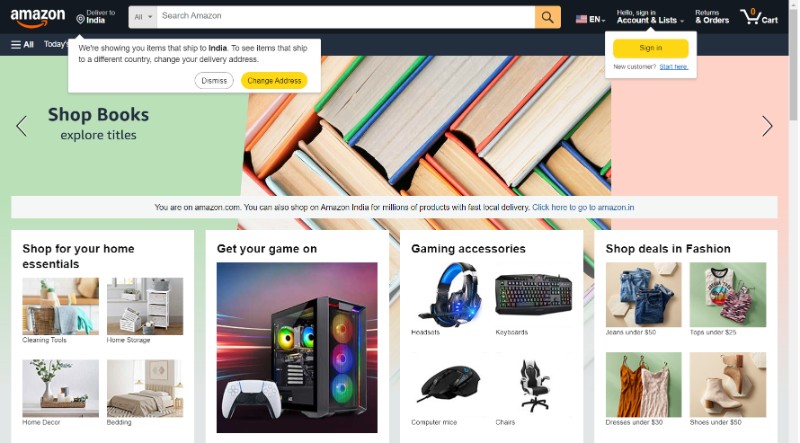 amazon
Deliver to
India
All
Search Amazon
EN
Hello, sign in
Account & Lists
Returns
& Orders
0
Cart
All
Today's
We're showing you items that ship to India. To see items that ship
to a different country, change your delivery address.
Dismiss
Change Address
Sign in
New customer? Start here.
Shop Books
explore titles
You are on amazon.com. You can also shop on Amazon India for millions of products with fast local delivery. Click here to go to amazon.in
Shop for your home
essentials
Cleaning Tools
Home Storage
Home Decor
Bedding
Get your game on
Gaming accessories
Headsets
Keyboards
Computer mice
Chairs
Shop deals in Fashion
Jeans under $50
Tops under $25
Dresses under $30
Shoes under $50